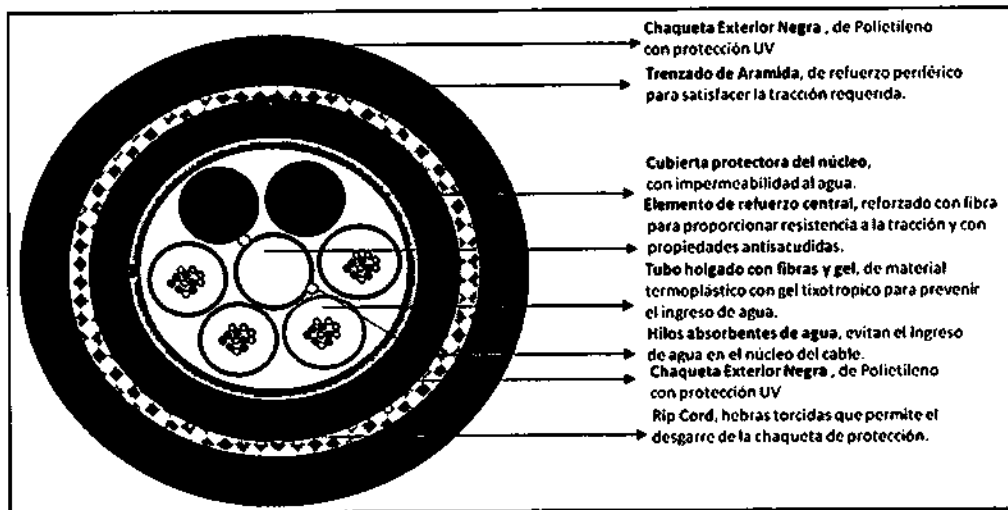 Chaqueta Exterior Negra , de Polietileno
con protección UV
Trenzado de Aramida, de refuerzo periférico
para satisfacer la tracción requerida.
Cubierta protectora del núcleo,
con impermeabilidad al agua.
Elemento de refuerzo central, reforzado con fibra
para proporcionar resistencia a la tracción y con
propiedades antisatudidas.
Tubo holgado con fibras y gel, de material
termoplástico con gel tixotropico para prevenir
el ingreso de agua.
Hilos absorbentes de agua, evitan el ingreso
de agua en el núcleo del cable.
Chaqueta Exterior Negra , de Polietileno
con protección UV
Rip Cord, hebras torcidas que permite el
desgarre de la chaqueta de protección.